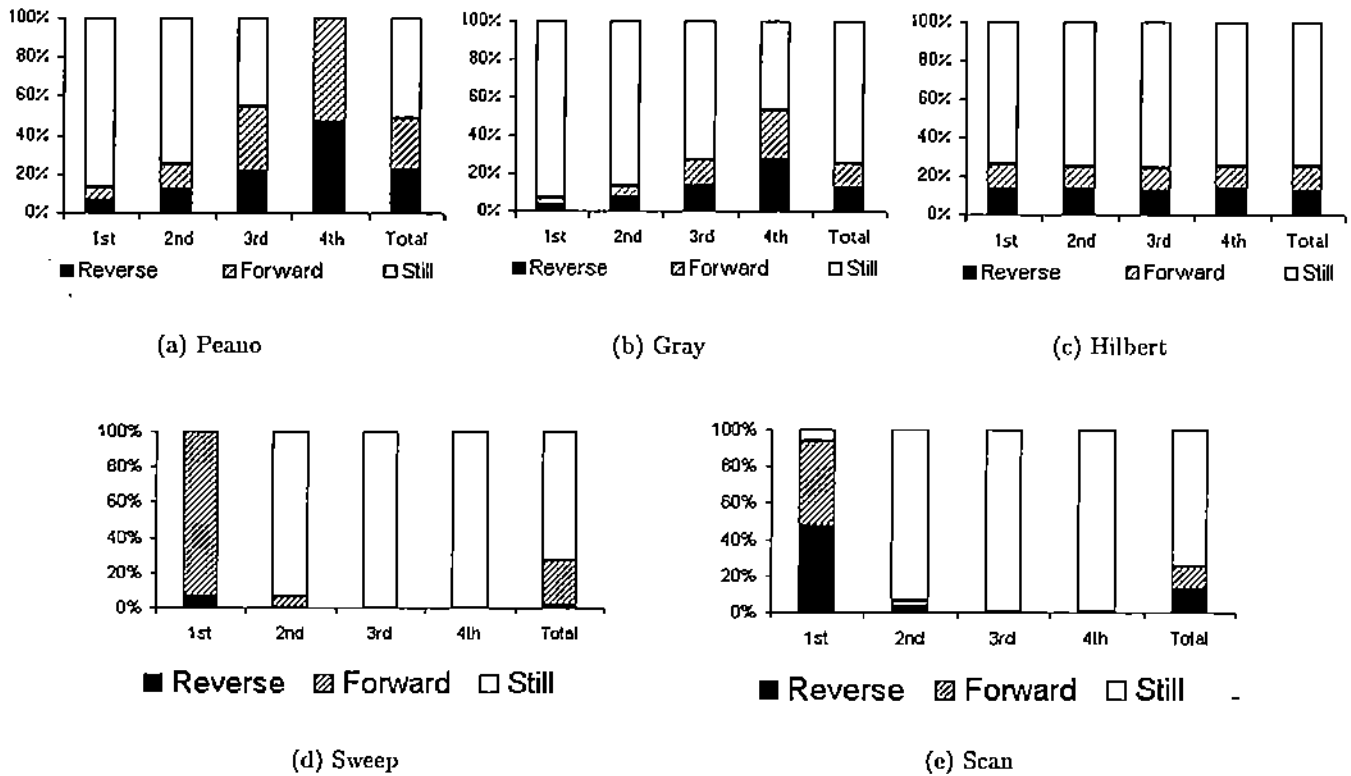 100%
80%
60%
40%
20%
0%
1st 2nd 3rd 4th Total
Reverse Forward Still
(a) Peano
100%
80%
60%
40%
20%
0%
1st 2nd 3rd 4th Total
Reverse Forward Still
(b) Gray
100%
80%
60%
40%
20%
0%
1st 2nd 3rd 4th Total
Reverse Forward Still
(c) Hilbert
100%
80%
60%
40%
20%
0%
1st 2nd 3rd 4th Total
Reverse Forward Still
(d) Sweep
100%
80%
60%
40%
20%
0%
1st 2nd 3rd 4th Total
Reverse Forward Still
(e) Scan